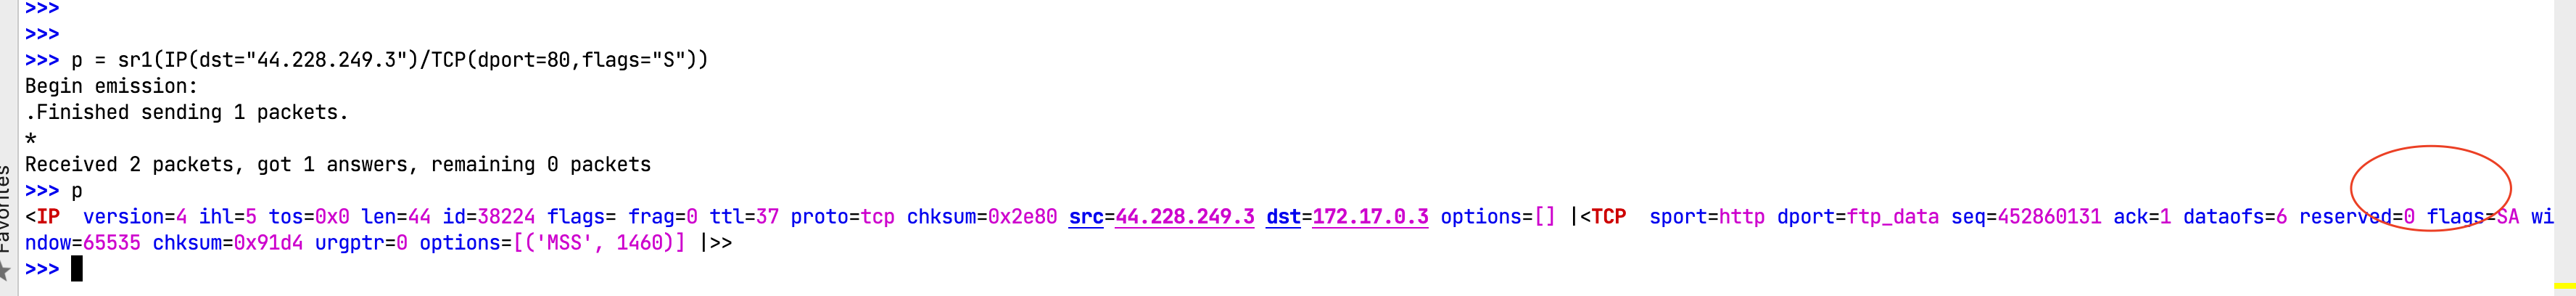 >>>
>>>
>>> p = sr1(IP(dst="44.228.249.3")/TCP(dport=80,flags="S"))
Begin emission:
.Finished sending 1 packets.
*
Received 2 packets, got 1 answers, remaining 0 packets
>>> p
<IP  version=4 ihl=5 tos=0x0 len=44 id=38224 flags= frag=0 ttl=37 proto=tcp chksum=0x2e80 src=44.228.249.3 dst=172.17.0.3 options=[] |<TCP  sport=http dport=ftp_data seq=452860131 ack=1 dataofs=6 reserved=0 flags=SA wi
ndow=65535 chksum=0x91d4 urgptr=0 options=[('MSS', 1460)] |>>
>>>
Favorites